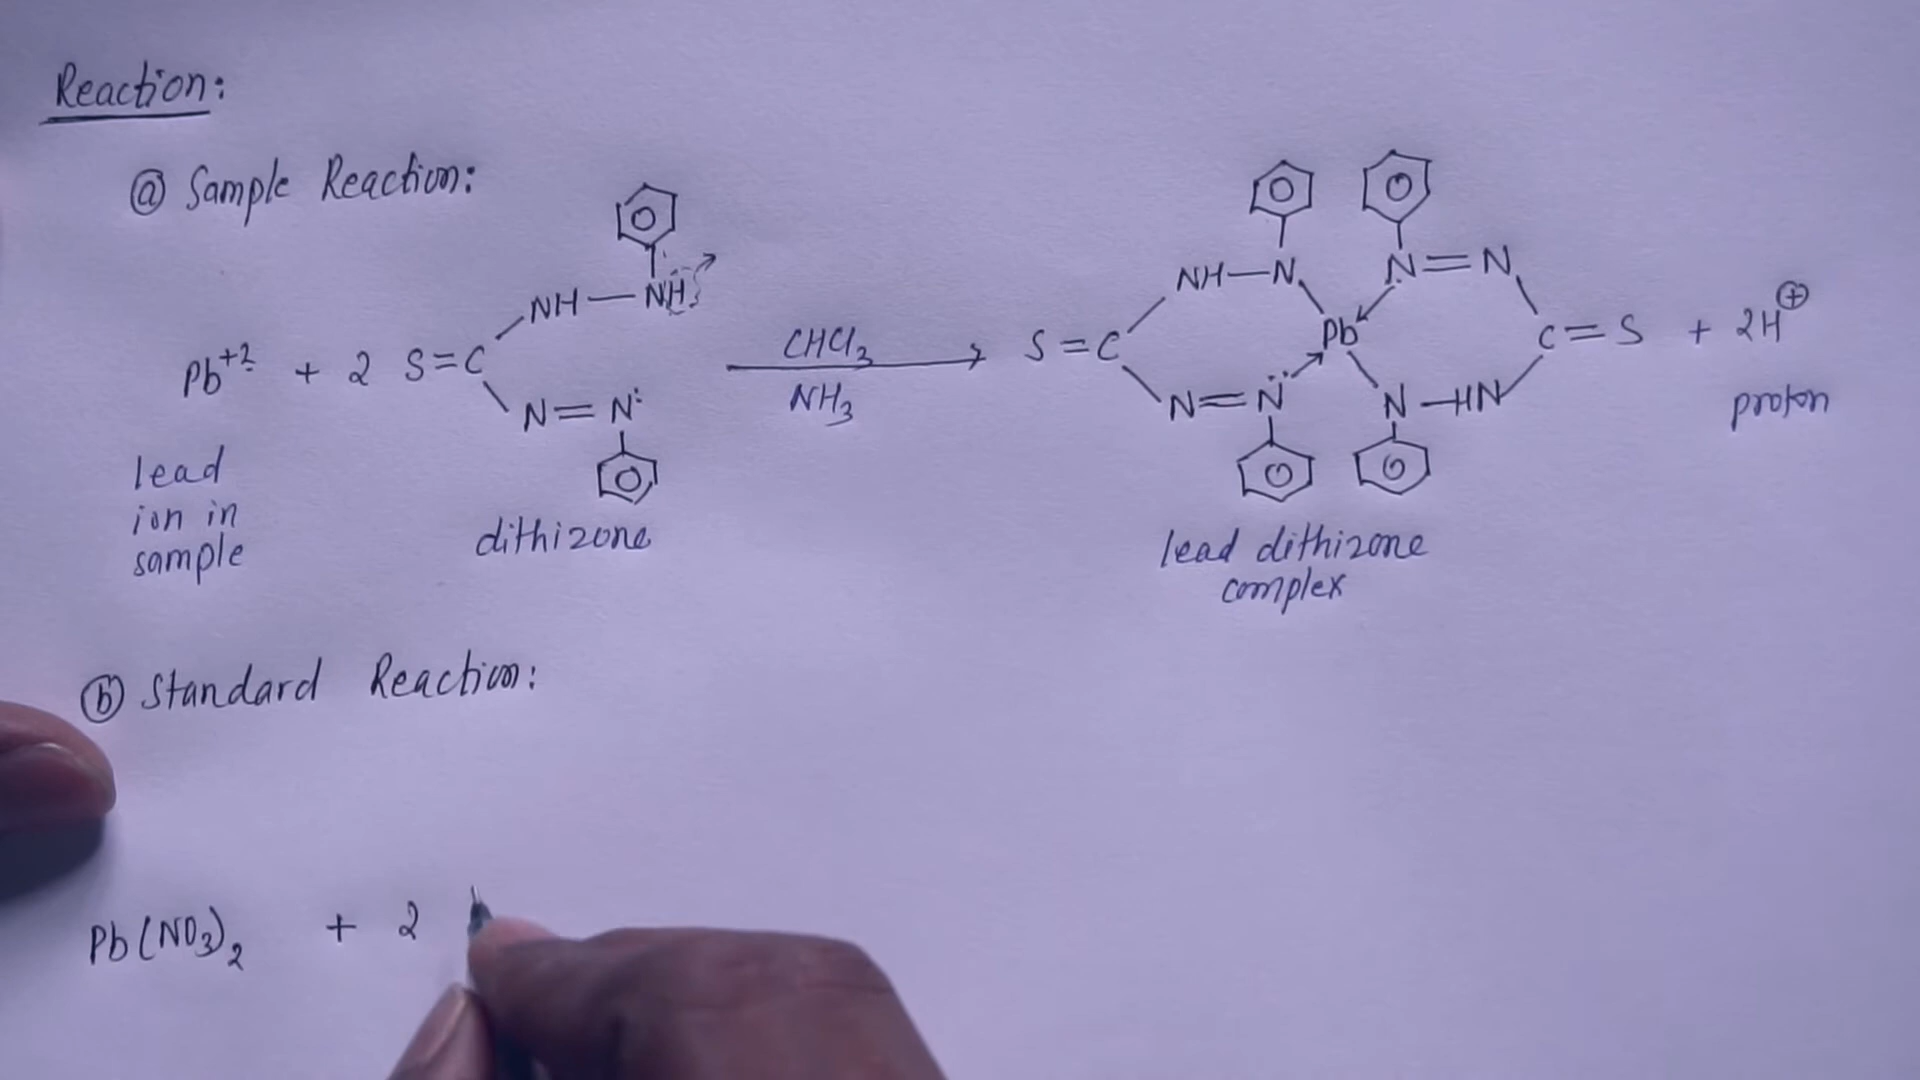 Reaction:
ⓐ Sample Reaction:
Pb+2 + 2 S=C NH—NH N=N: CHCl3 NH3 S=C NH—N N=N: Pb N=N N—HN C=S + 2H⊕
lead ion in sample
dithizone
lead dithizone complex
proton
ⓑ Standard Reaction:
Pb(NO3)2 + 2